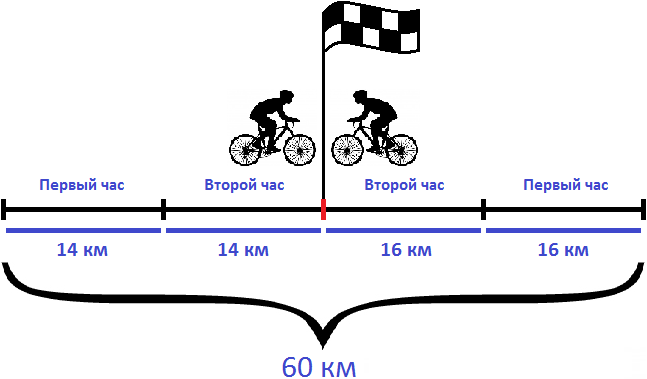 Первый час Второй час Второй час Первый час
14 км 14 км 16 км 16 км
60 км